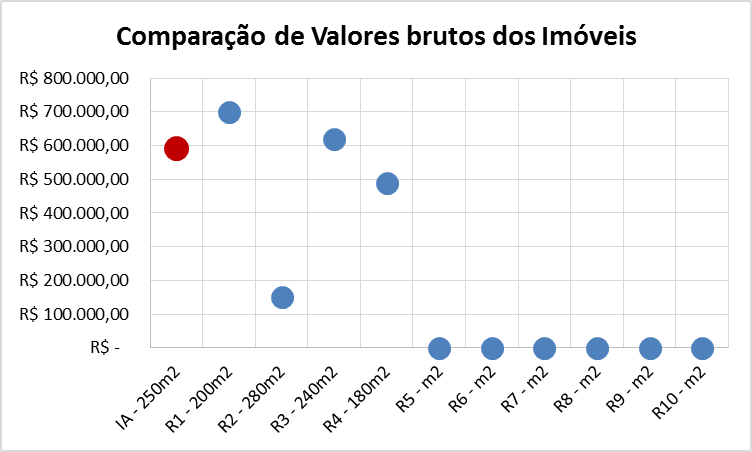 Comparação de Valores brutos dos Imóveis
R$ 800.000,00
R$ 700.000,00
R$ 600.000,00
R$ 500.000,00
R$ 400.000,00
R$ 300.000,00
R$ 200.000,00
R$ 100.000,00
R$ -
IA - 250m2
R1 - 200m2
R2 - 280m2
R3 - 240m2
R4 - 180m2
R5 - m2
R6 - m2
R7 - m2
R8 - m2
R9 - m2
R10 - m2